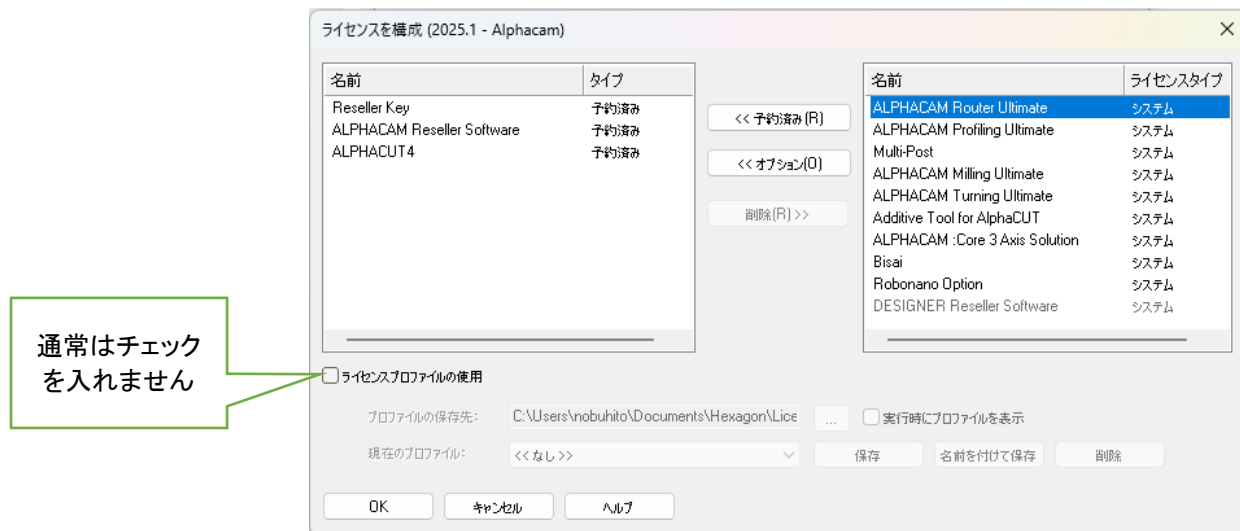 ライセンスを構成 (2025.1 - Alphacam)
名前 タイプ
Reseller Key 予約済み
ALPHACAM Reseller Software 予約済み
ALPHACUT4 予約済み
<< 予約済み(R)
<< オプション(O)
削除(R) >>
名前 ライセンスタイプ
ALPHACAM Router Ultimate システム
ALPHACAM Profiling Ultimate システム
Multi-Post システム
ALPHACAM Milling Ultimate システム
ALPHACAM Turning Ultimate システム
Additive Tool for AlphaCUT システム
ALPHACAM :Core 3 Axis Solution システム
Bisai システム
Robonano Option システム
DESIGNER Reseller Software システム
通常はチェック
を入れません
ライセンスプロファイルの使用
プロファイルの保存先: C:\Users\nobuhito\Documents\Hexagon\Lice ... 実行時にプロファイルを表示
現在のプロファイル: << なし >> 保存 名前を付けて保存 削除
OK キャンセル ヘルプ